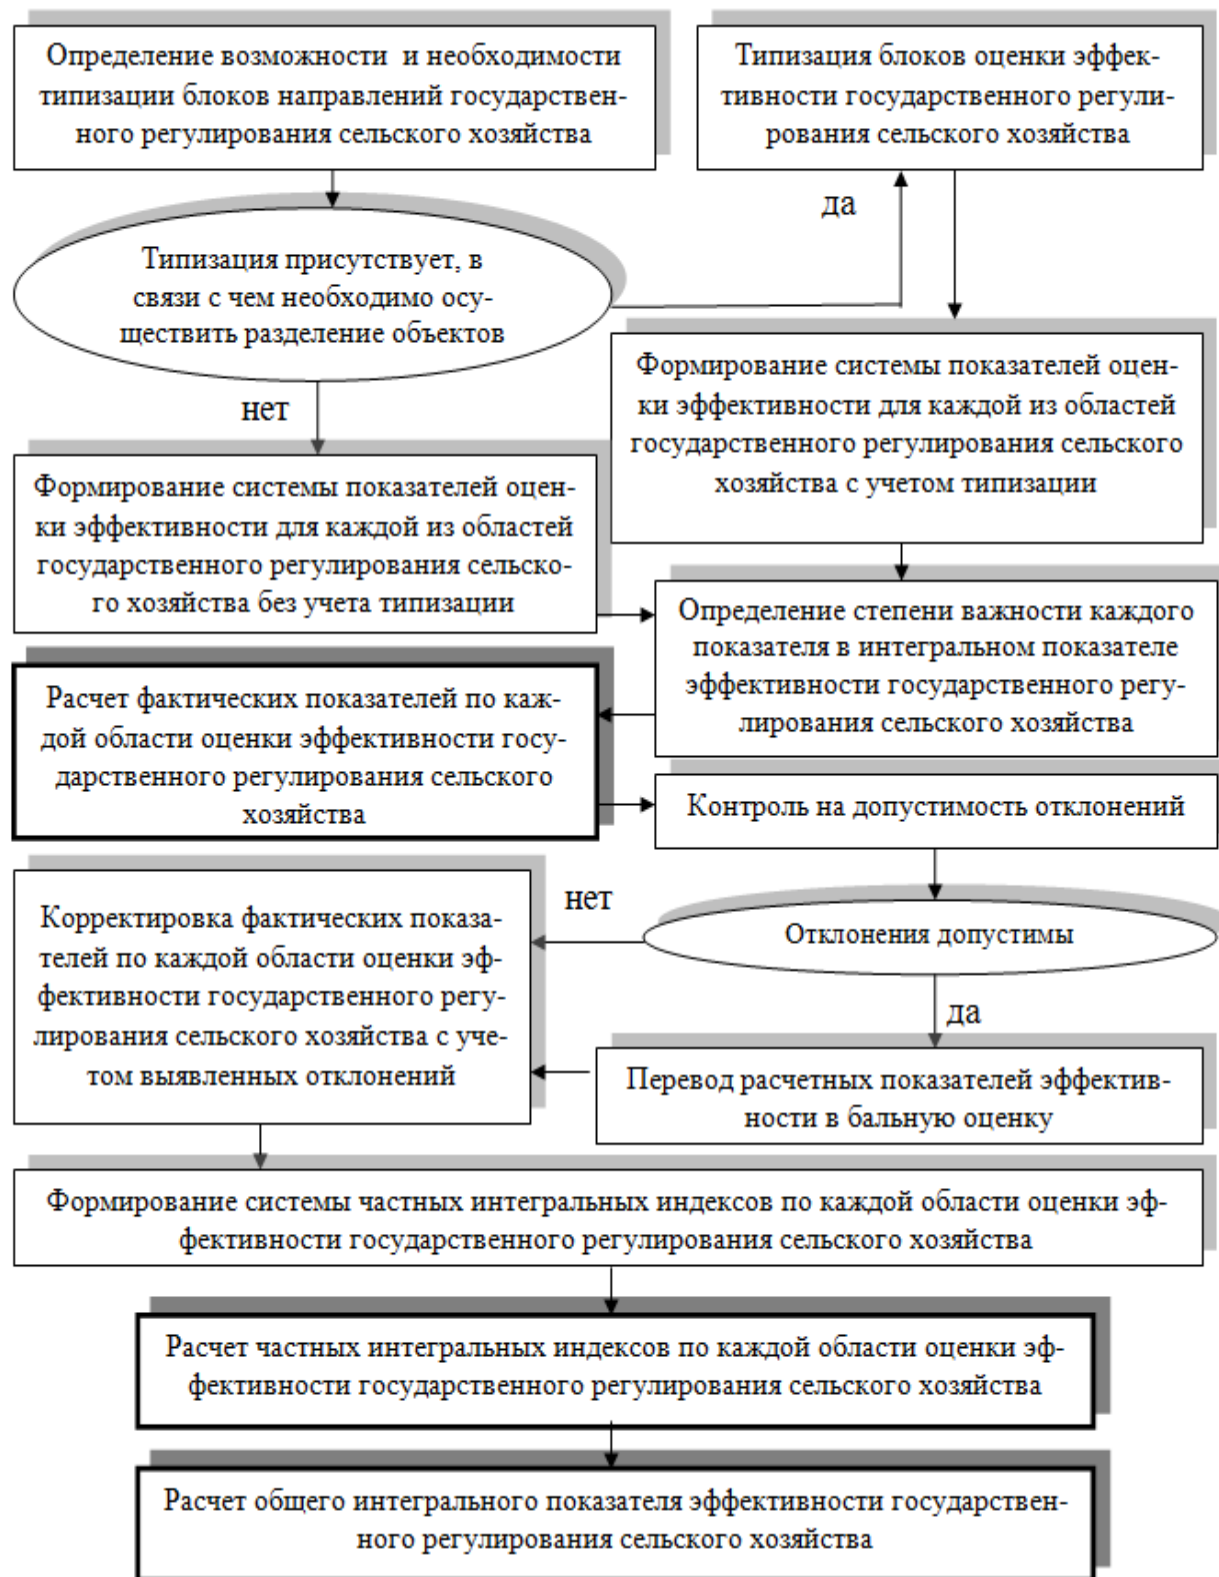 Определение возможности и необходимости
типизации блоков направлений государствен-
ного регулирования сельского хозяйства
Типизация блоков оценки эффек-
тивности государственного регули-
рования сельского хозяйства
да
Типизация присутствует, в
связи с чем необходимо осу-
ществить разделение объектов
нет
Формирование системы показателей оцен-
ки эффективности для каждой из областей
государственного регулирования сельского
хозяйства с учетом типизации
Формирование системы показателей оцен-
ки эффективности для каждой из областей
государственного регулирования сельско-
го хозяйства без учета типизации
Определение степени важности каждого
показателя в интегральном показателе
эффективности государственного регу-
лирования сельского хозяйства
Расчет фактических показателей по каж-
дой области оценки эффективности госу-
дарственного регулирования сельского
хозяйства
Контроль на допустимость отклонений
Отклонения допустимы
нет
да
Корректировка фактических показа-
телей по каждой области оценки эф-
фективности государственного регу-
лирования сельского хозяйства с уче-
том выявленных отклонений
Перевод расчетных показателей эффектив-
ности в бальную оценку
Формирование системы частных интегральных индексов по каждой области оценки эф-
фективности государственного регулирования сельского хозяйства
Расчет частных интегральных индексов по каждой области оценки эф-
фективности государственного регулирования сельского хозяйства
Расчет общего интегрального показателя эффективности государствен-
ного регулирования сельского хозяйства